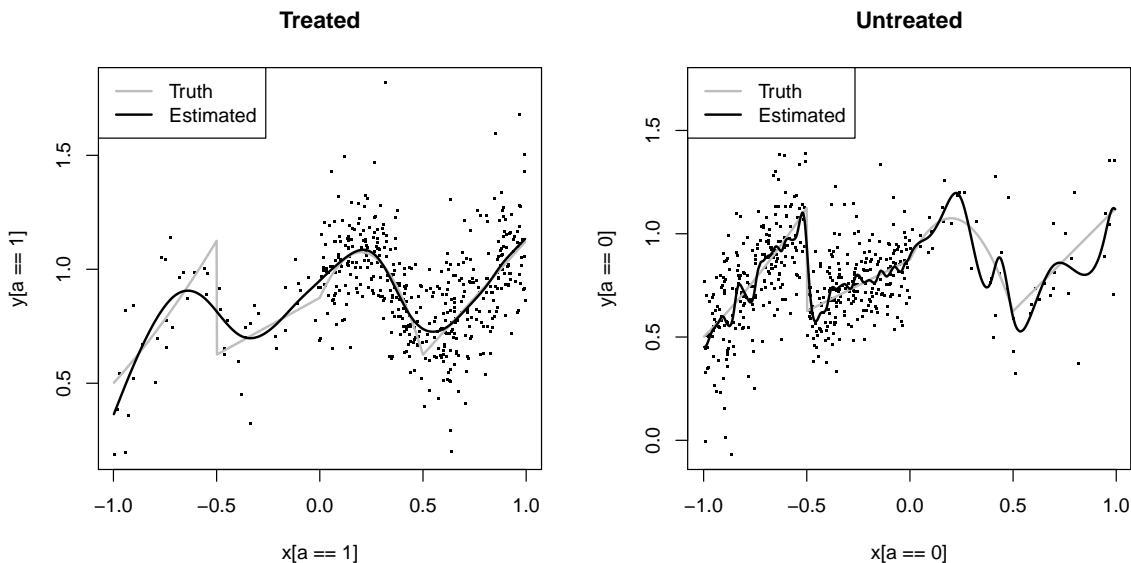 Treated
Truth
Estimated
y[a == 1]
1.5
1.0
0.5
−1.0 −0.5 0.0 0.5 1.0
x[a == 1]
Untreated
Truth
Estimated
y[a == 0]
1.5
1.0
0.5
0.0
−1.0 −0.5 0.0 0.5 1.0
x[a == 0]